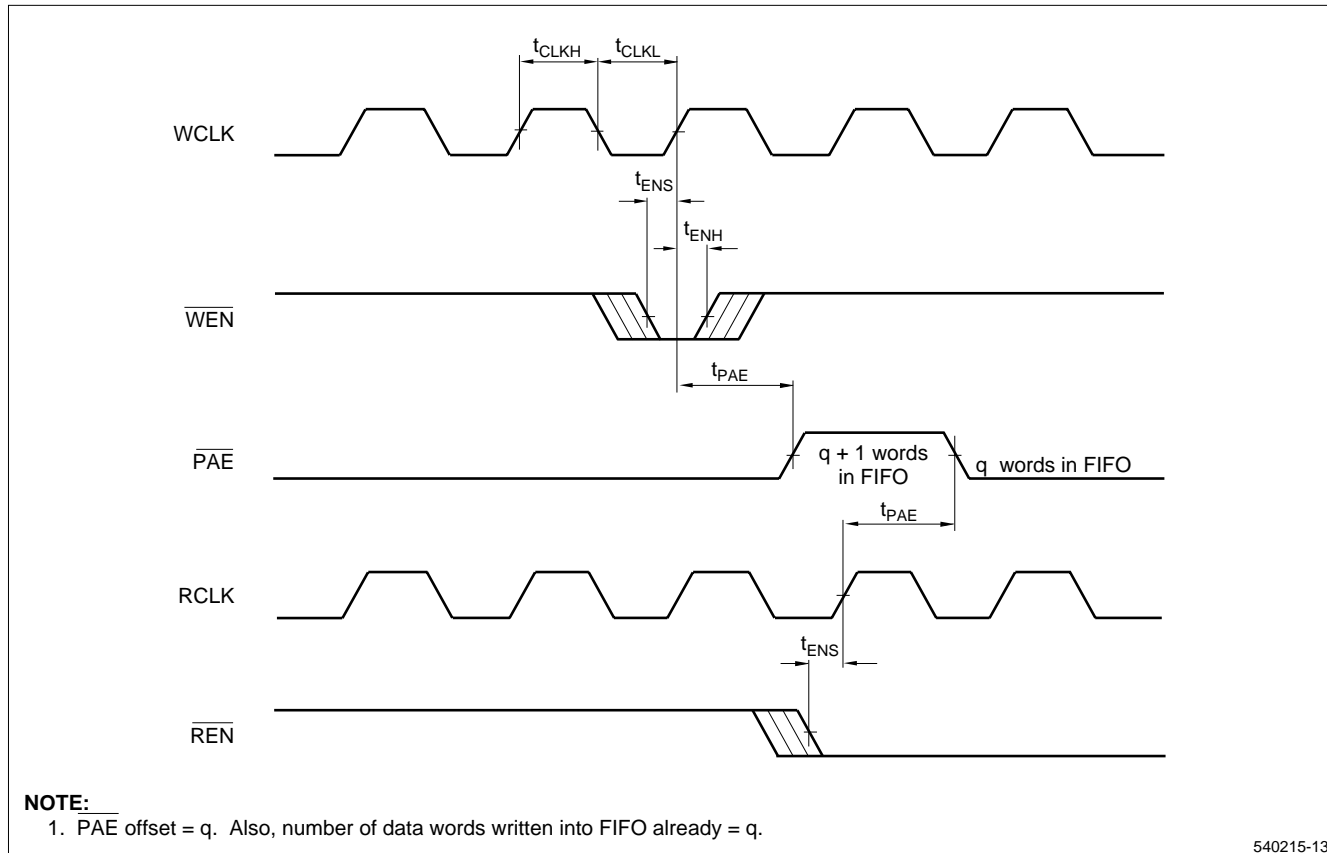 tCLKH tCLKL
WCLK
tENS
tENH
WEN
tPAE
PAE
q + 1 words
in FIFO
q words in FIFO
tPAE
RCLK
tENS
REN
NOTE:
1. PAE offset = q. Also, number of data words written into FIFO already = q.
540215-13